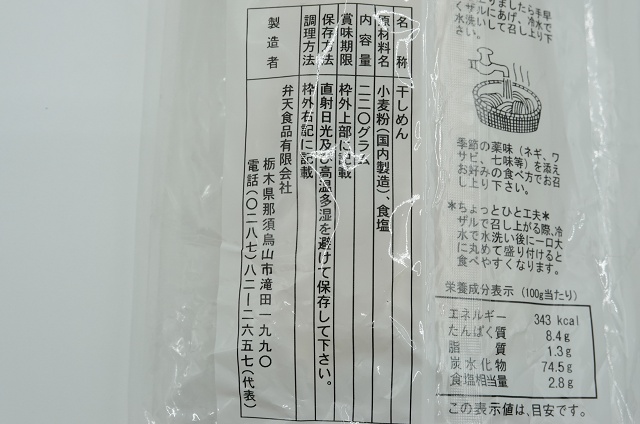 名称 干しめん
原材料名 小麦粉(国内製造)、食塩
内容量 二二〇グラム
賞味期限 枠外上部に記載
保存方法 直射日光及び高温多湿を避けて保存して下さい。
調理方法 枠外右記に記載
製造者 弁天食品有限会社
栃木県那須烏山市滝田一九九〇
電話(〇二八七)八二―二六五七(代表)
ましたら手早
くザルにあげ、冷水で
水洗いして召し上り下
さい。
季節の薬味(ネギ、ワ
サビ、七味等)を添え
お好みの食べ方でお召
し上り下さい。
*ちょっとひと工夫*
ザルで召し上がる際、冷
水で水洗い後に一口大
に丸めて盛り付けると
食べやすくなります。
栄養成分表示(100g当たり)
エネルギー 343 kcal
たんぱく質 8.4g
脂質 1.3g
炭水化物 74.5g
食塩相当量 2.8g
この表示値は、目安です。